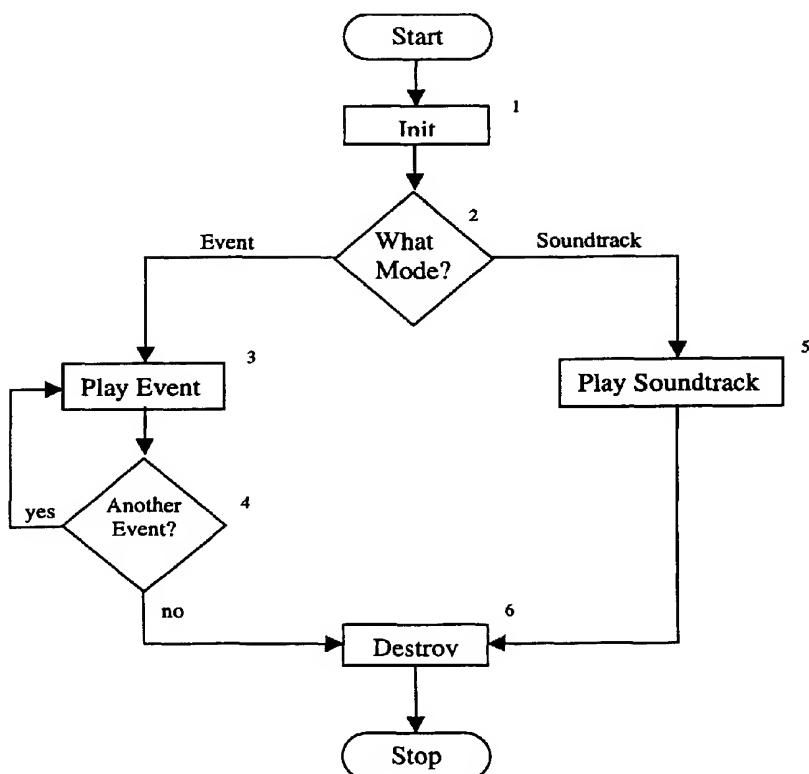 Start
1
Init
2
What
Mode?
Event
Soundtrack
3
Play Event
5
Play Soundtrack
4
Another
Event?
yes
no
6
Destroy
Stop